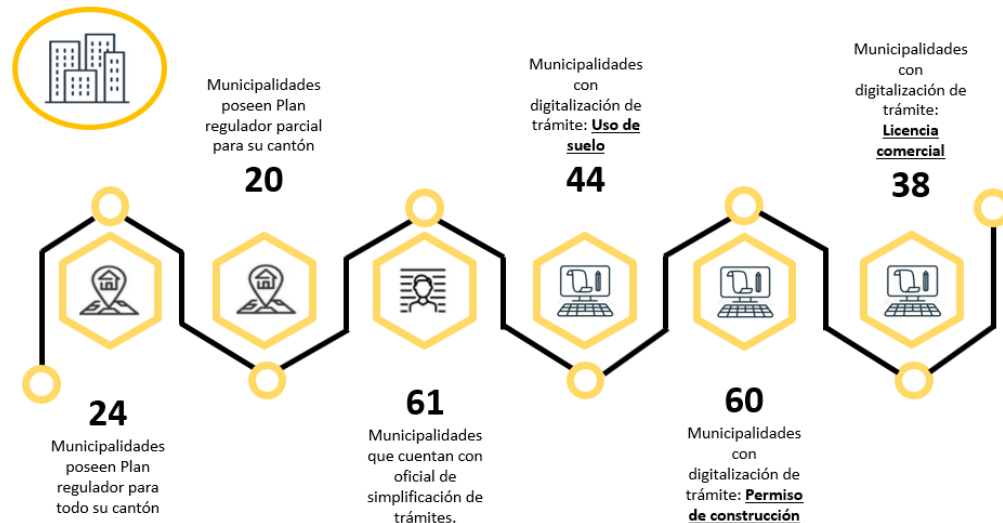 24
Municipalidades
poseen Plan
regulador para
todo su cantón
Municipalidades
poseen Plan
regulador parcial
para su cantón
20
61
Municipalidades
que cuentan con
oficial de
simplificación de
trámites.
Municipalidades
con
digitalización de
trámite: Uso de
suelo
44
60
Municipalidades
con
digitalización de
trámite: Permiso
de construcción
Municipalidades
con
digitalización de
trámite:
Licencia
comercial
38